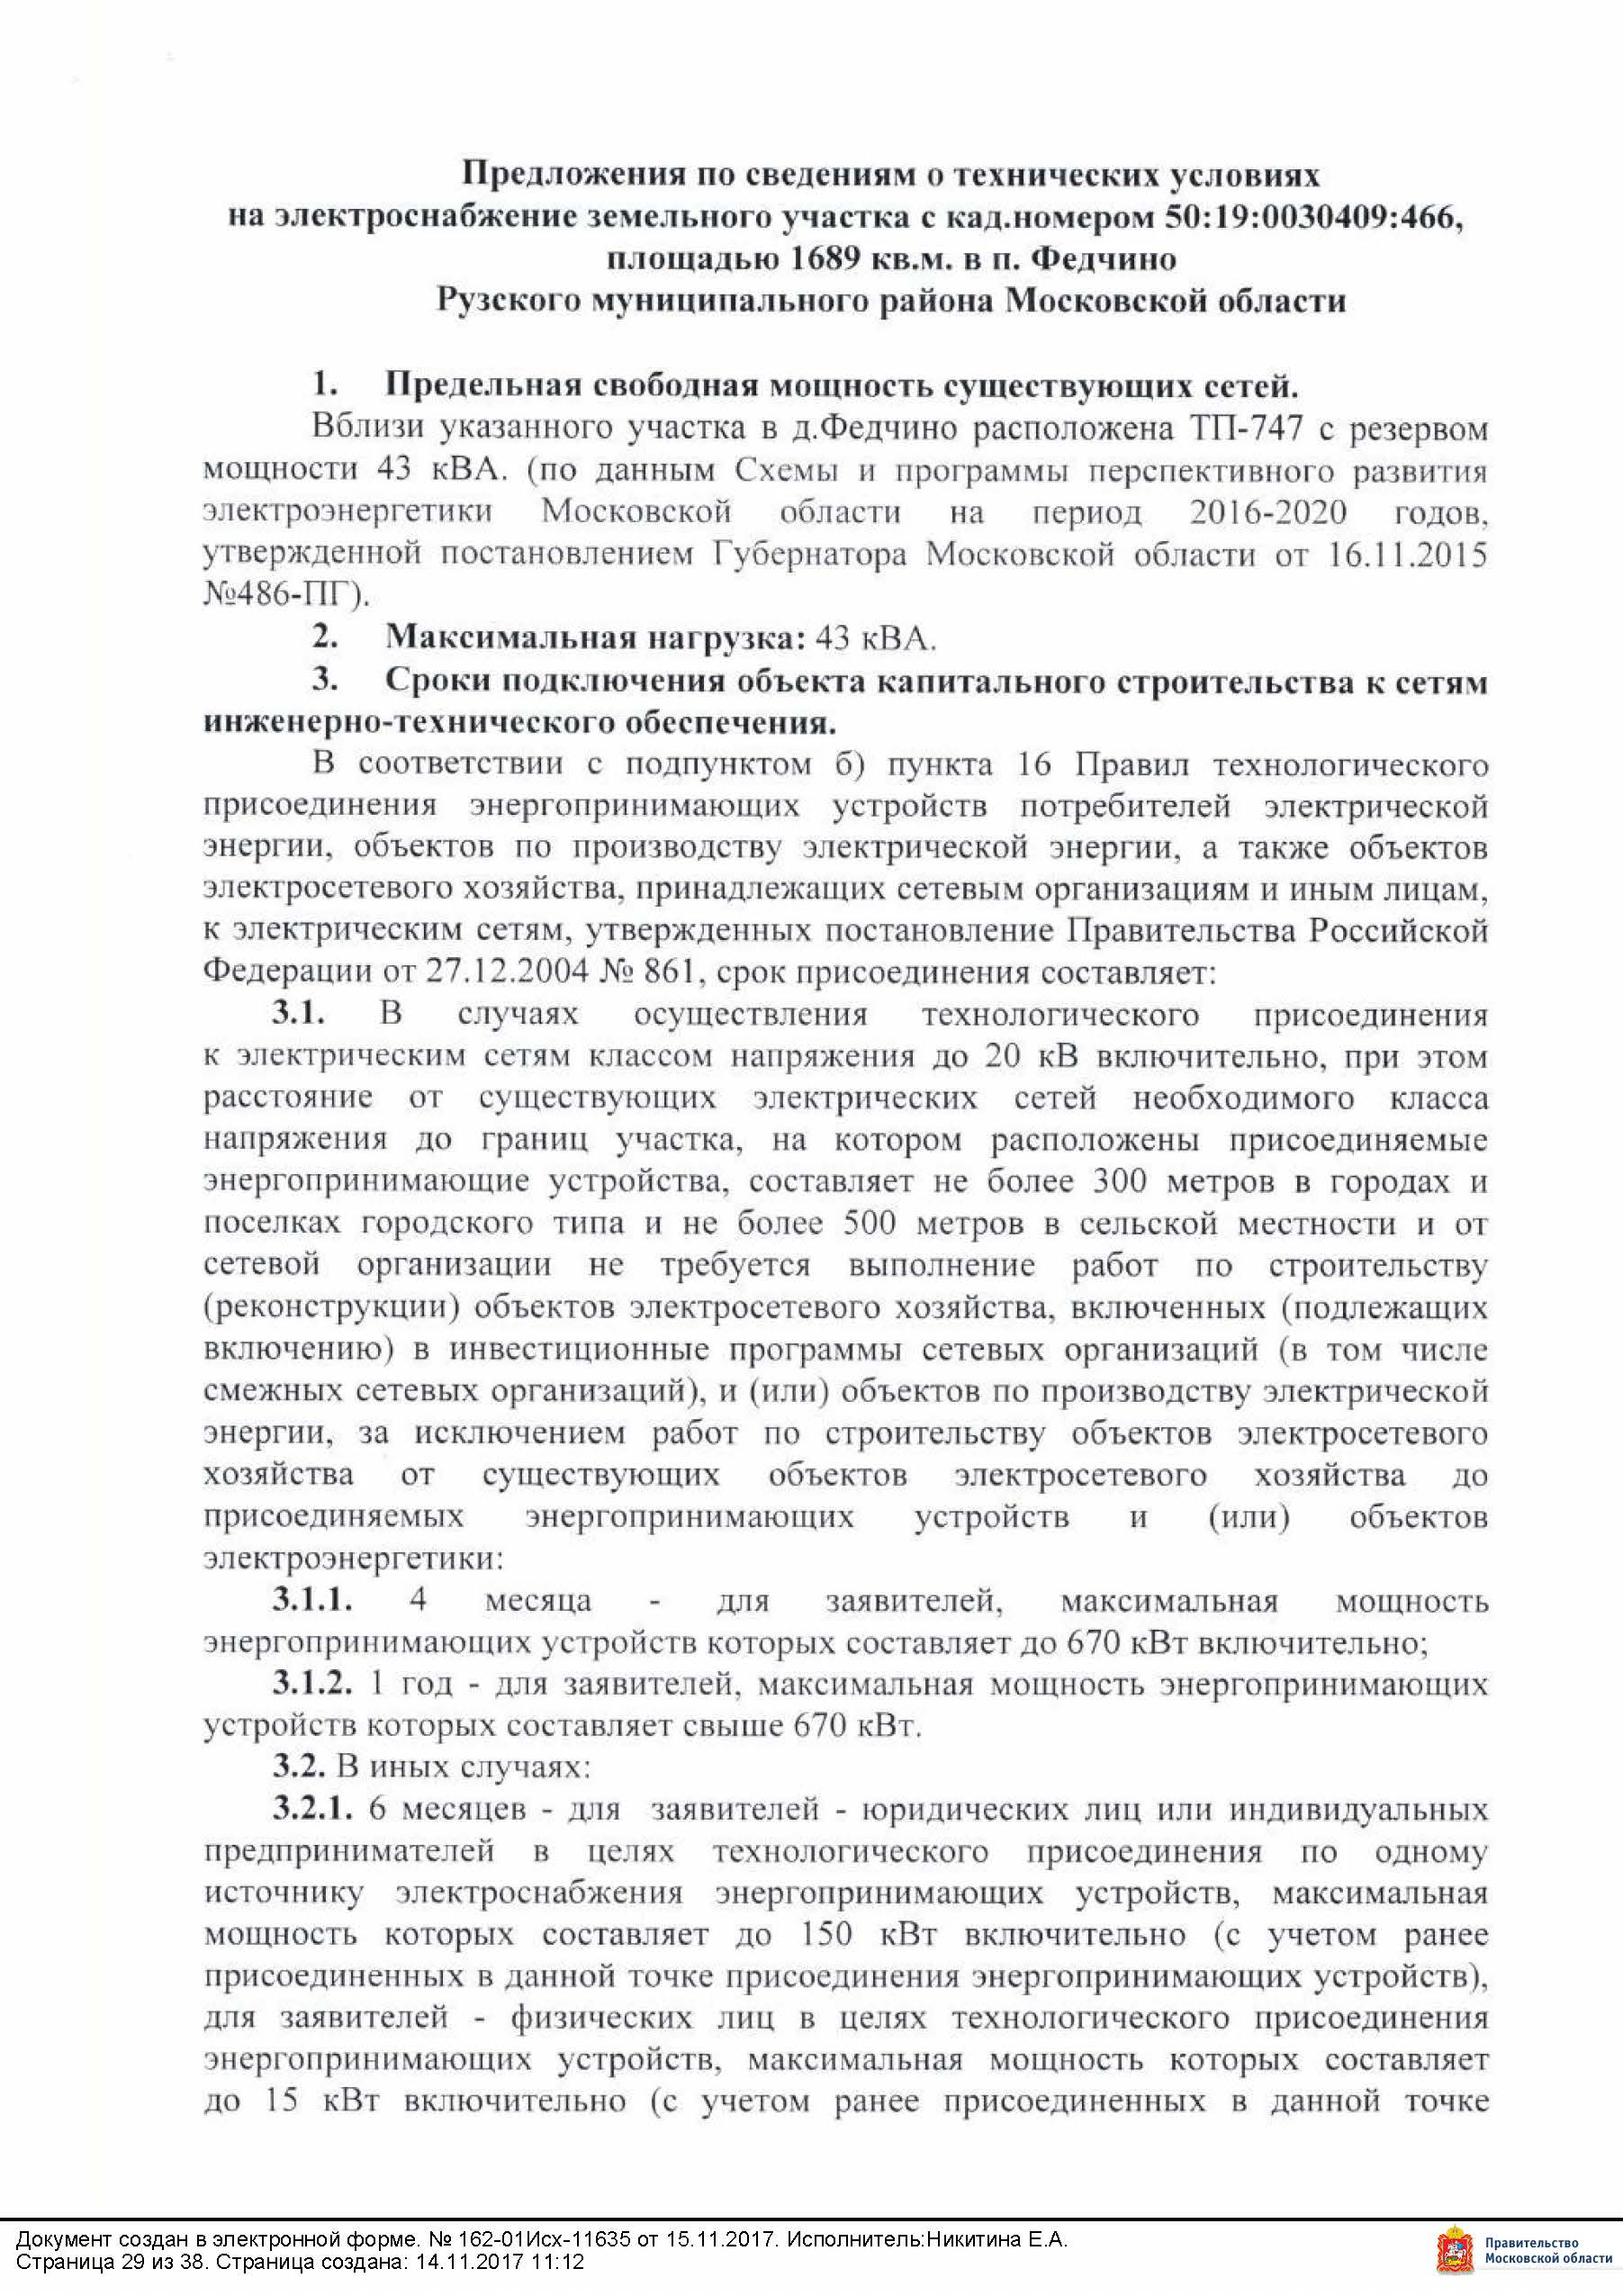 Предложения по сведениям о технических условиях
на электроснабжение земельного участка с кад.номером 50:19:0030409:466,
площадью 1689 кв.м. в п. Федчино
Рузского муниципального района Московской области
1. Предельная свободная мощность существующих сетей.
Вблизи указанного участка в д.Федчино расположена ТП-747 с резервом
мощности 43 кВА. (по данным Схемы и программы перспективного развития
электроэнергетики Московской области на период 2016-2020 годов,
утвержденной постановлением Губернатора Московской области от 16.11.2015
№486-ПГ).
2. Максимальная нагрузка: 43 кВА.
3. Сроки подключения объекта капитального строительства к сетям
инженерно-технического обеспечения.
В соответствии с подпунктом б) пункта 16 Правил технологического
присоединения энергопринимающих устройств потребителей электрической
энергии, объектов по производству электрической энергии, а также объектов
электросетевого хозяйства, принадлежащих сетевым организациям и иным лицам,
к электрическим сетям, утвержденных постановление Правительства Российской
Федерации от 27.12.2004 № 861, срок присоединения составляет:
3.1. В случаях осуществления технологического присоединения
к электрическим сетям классом напряжения до 20 кВ включительно, при этом
расстояние от существующих электрических сетей необходимого класса
напряжения до границ участка, на котором расположены присоединяемые
энергопринимающие устройства, составляет не более 300 метров в городах и
поселках городского типа и не более 500 метров в сельской местности и от
сетевой организации не требуется выполнение работ по строительству
(реконструкции) объектов электросетевого хозяйства, включенных (подлежащих
включению) в инвестиционные программы сетевых организаций (в том числе
смежных сетевых организаций), и (или) объектов по производству электрической
энергии, за исключением работ по строительству объектов электросетевого
хозяйства от существующих объектов электросетевого хозяйства до
присоединяемых энергопринимающих устройств и (или) объектов
электроэнергетики:
3.1.1. 4 месяца - для заявителей, максимальная мощность
энергопринимающих устройств которых составляет до 670 кВт включительно;
3.1.2. 1 год - для заявителей, максимальная мощность энергопринимающих
устройств которых составляет свыше 670 кВт.
3.2. В иных случаях:
3.2.1. 6 месяцев - для заявителей - юридических лиц или индивидуальных
предпринимателей в целях технологического присоединения по одному
источнику электроснабжения энергопринимающих устройств, максимальная
мощность которых составляет до 150 кВт включительно (с учетом ранее
присоединенных в данной точке присоединения энергопринимающих устройств),
для заявителей - физических лиц в целях технологического присоединения
энергопринимающих устройств, максимальная мощность которых составляет
до 15 кВт включительно (с учетом ранее присоединенных в данной точке
Документ создан в электронной форме. № 162-01Исх-11635 от 15.11.2017. Исполнитель:Никитина Е.А.
Страница 29 из 38. Страница создана: 14.11.2017 11:12
Правительство
Московской области